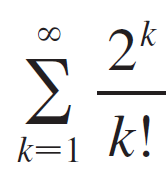 ∞
∑ 2^k / k!
k=1